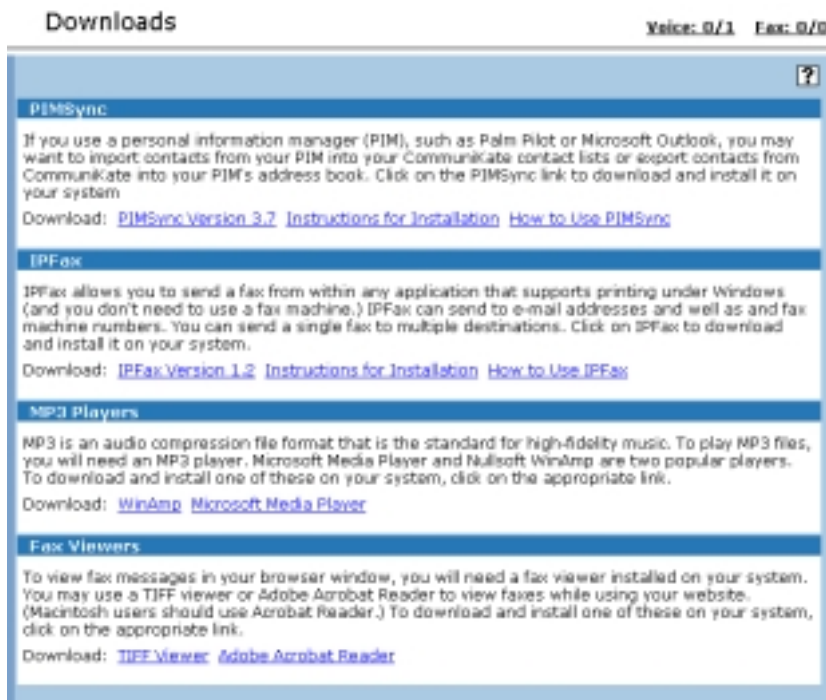 Downloads
Voice: 0/1 Fax: 0/0
?
PIMSync
If you use a personal information manager (PIM), such as Palm Pilot or Microsoft Outlook, you may
want to import contacts from your PIM into your CommuniKate contact lists or export contacts from
CommuniKate into your PIM's address book. Click on the PIMSync link to download and install it on
your system
Download: PIMSync Version 3.7 Instructions for Installation How to Use PIMSync
IPFax
IPFax allows you to send a fax from within any application that supports printing under Windows
(and you don't need to use a fax machine.) IPFax can send to e-mail addresses and well as and fax
machine numbers. You can send a single fax to multiple destinations. Click on IPFax to download
and install it on your system.
Download: IPFax Version 1.2 Instructions for Installation How to Use IPFax
MP3 Players
MP3 is an audio compression file format that is the standard for high-fidelity music. To play MP3 files,
you will need an MP3 player. Microsoft Media Player and Nullsoft WinAmp are two popular players.
To download and install one of these on your system, click on the appropriate link.
Download: WinAmp Microsoft Media Player
Fax Viewers
To view fax messages in your browser window, you will need a fax viewer installed on your system.
You may use a TIFF viewer or Adobe Acrobat Reader to view faxes while using your website.
(Macintosh users should use Acrobat Reader.) To download and install one of these on your system,
click on the appropriate link.
Download: TIFF Viewer Adobe Acrobat Reader